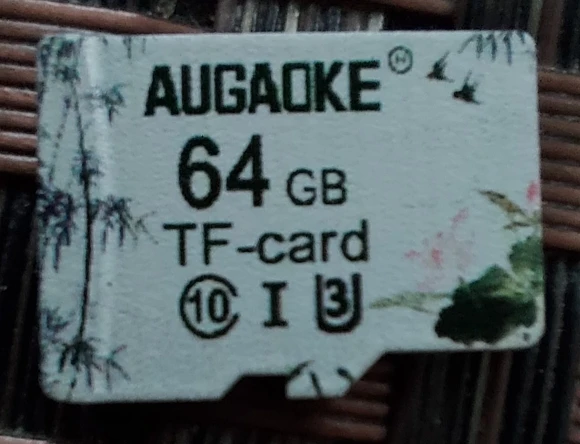 AUGAOKE®
64 GB
TF-card
10 I 3